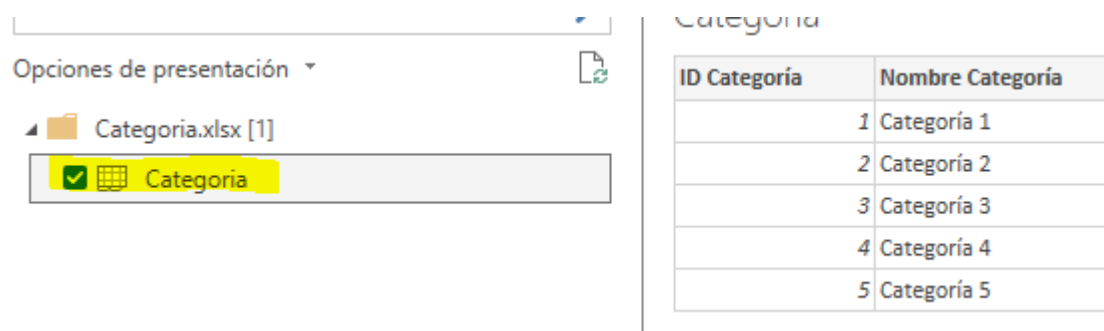 Categoria
Opciones de presentación
Categoria.xlsx [1]
Categoria
ID Categoría Nombre Categoría
1 Categoría 1
2 Categoría 2
3 Categoría 3
4 Categoría 4
5 Categoría 5